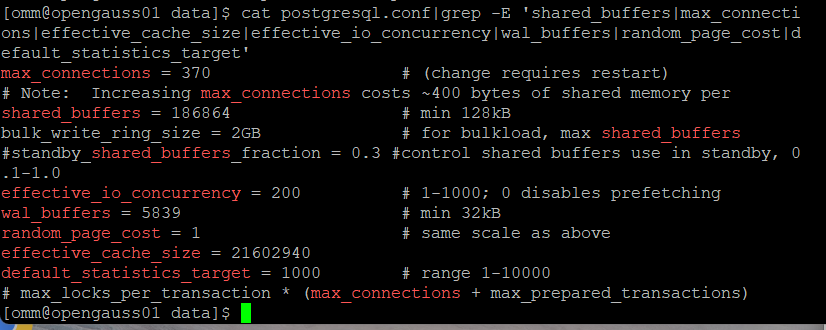 [omm@opengauss01 data]$ cat postgresql.conf|grep -E 'shared_buffers|max_connecti
ons|effective_cache_size|effective_io_concurrency|wal_buffers|random_page_cost|d
efault_statistics_target'
max_connections = 370                   # (change requires restart)
# Note:  Increasing max_connections costs ~400 bytes of shared memory per
shared_buffers = 186864                 # min 128kB
bulk_write_ring_size = 2GB              # for bulkload, max shared_buffers
#standby_shared_buffers_fraction = 0.3 #control shared buffers use in standby, 0
.1-1.0
effective_io_concurrency = 200          # 1-1000; 0 disables prefetching
wal_buffers = 5839                      # min 32kB
random_page_cost = 1                    # same scale as above
effective_cache_size = 21602940
default_statistics_target = 1000        # range 1-10000
# max_locks_per_transaction * (max_connections + max_prepared_transactions)
[omm@opengauss01 data]$